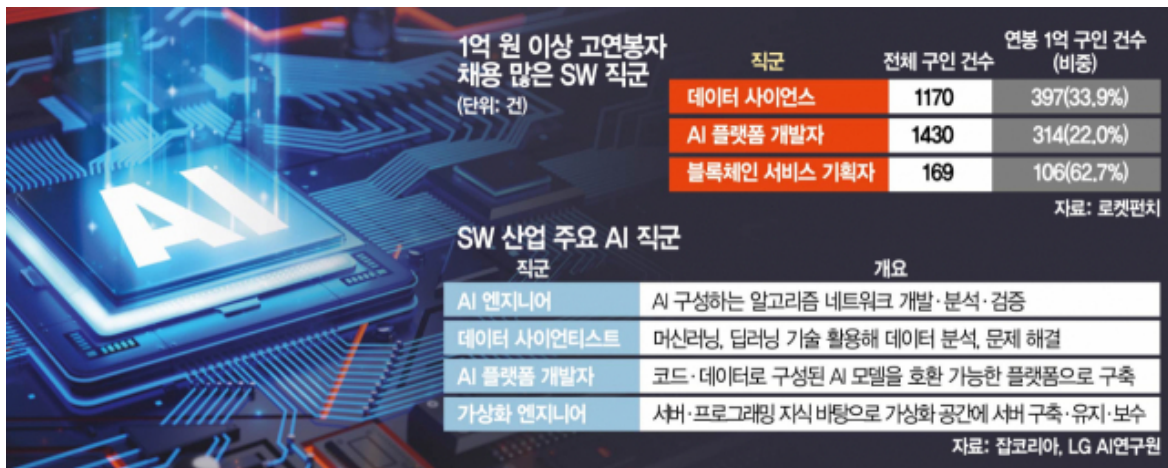 1억 원 이상 고연봉자
채용 많은 SW 직군
(단위: 건)
직군 전체 구인 건수 연봉 1억 구인 건수 (비중)
데이터 사이언스 1170 397(33.9%)
AI 플랫폼 개발자 1430 314(22.0%)
블록체인 서비스 기획자 169 106(62.7%)
자료: 로켓펀치
AI
SW 산업 주요 AI 직군
직군 개요
AI 엔지니어 AI 구성하는 알고리즘 네트워크 개발·분석·검증
데이터 사이언티스트 머신러닝, 딥러닝 기술 활용해 데이터 분석, 문제 해결
AI 플랫폼 개발자 코드·데이터로 구성된 AI 모델을 호환 가능한 플랫폼으로 구축
가상화 엔지니어 서버·프로그래밍 지식 바탕으로 가상화 공간에 서버 구축·유지·보수
자료: 잡코리아, LG AI연구원